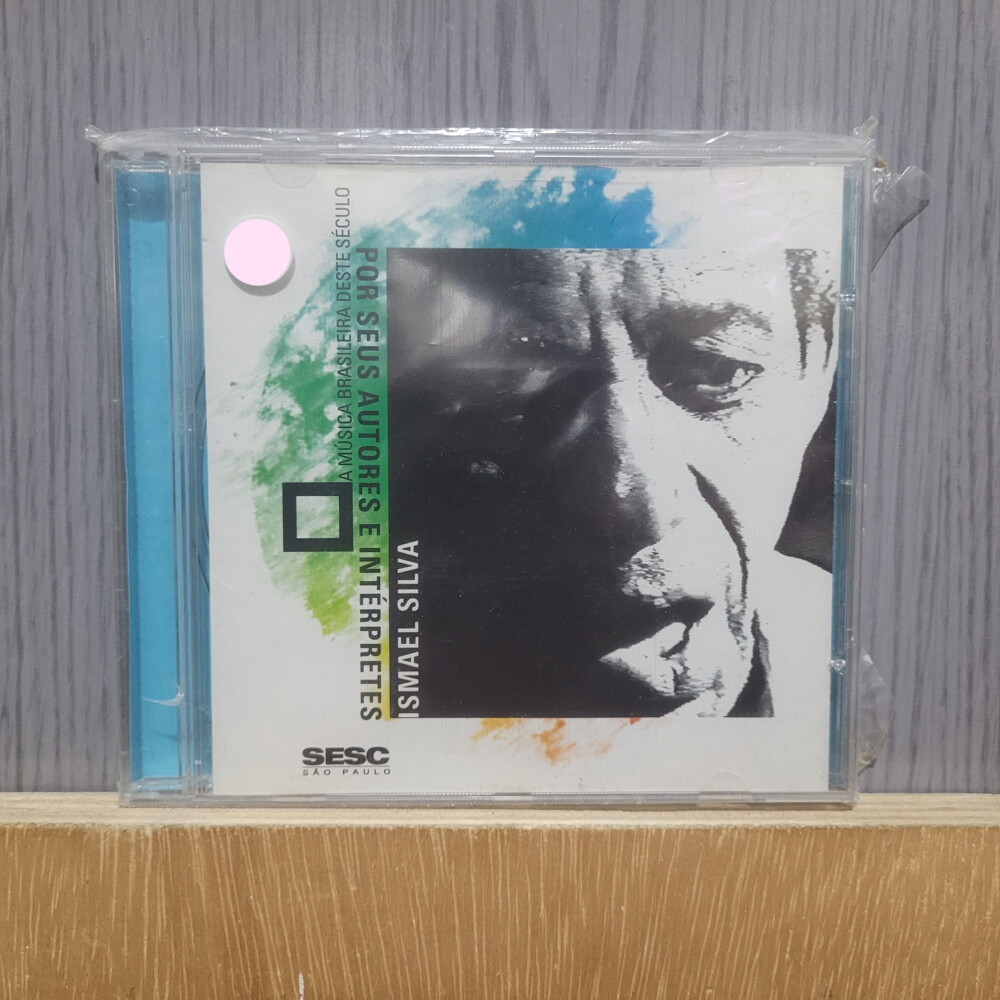 A MÚSICA BRASILEIRA DESTE SÉCULO
POR SEUS AUTORES E INTÉRPRETES
ISMAEL SILVA
SESC
SÃO PAULO